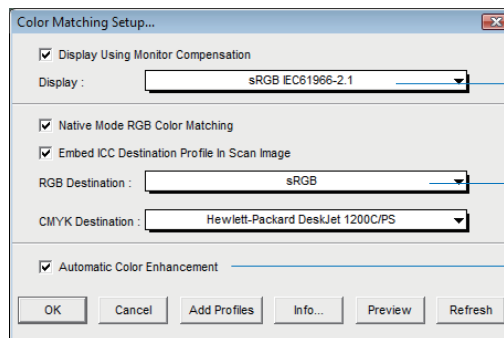 Color Matching Setup...
Display Using Monitor Compensation
Display : sRGB IEC61966-2.1
Native Mode RGB Color Matching
Embed ICC Destination Profile In Scan Image
RGB Destination : sRGB
CMYK Destination : Hewlett-Packard DeskJet 1200C/PS
Automatic Color Enhancement
OK Cancel Add Profiles Info... Preview Refresh